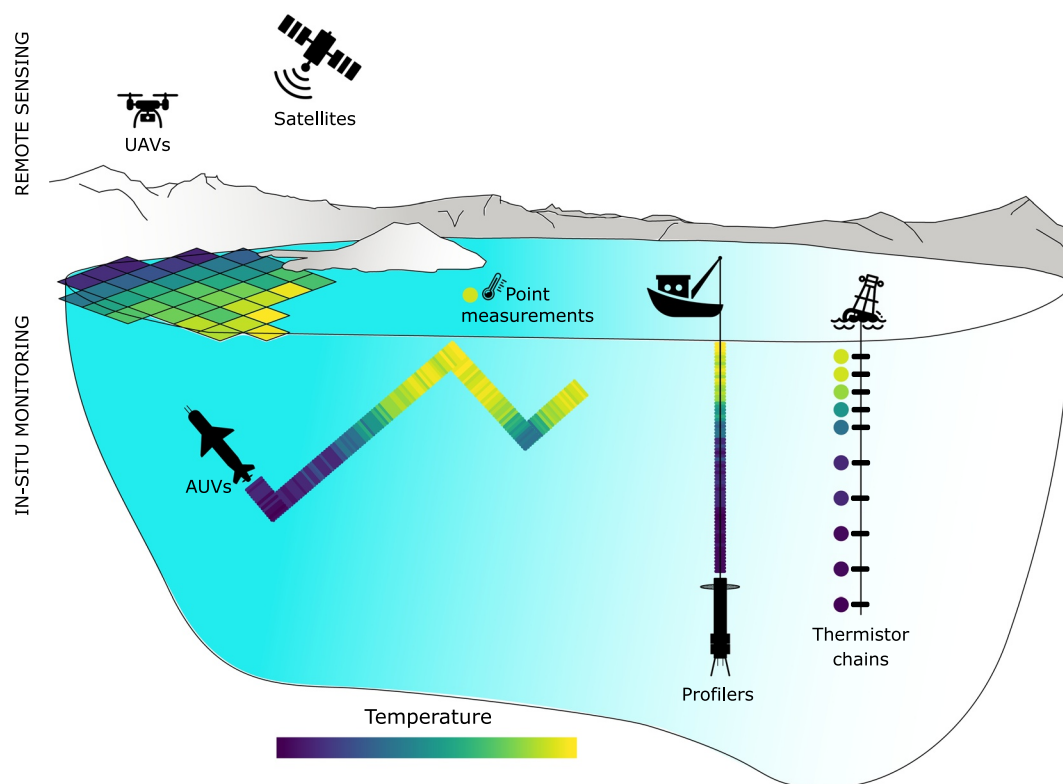 REMOTE SENSING
Satellites
UAVs
IN-SITU MONITORING
Point
measurements
AUVs
Thermistor
chains
Profilers
Temperature